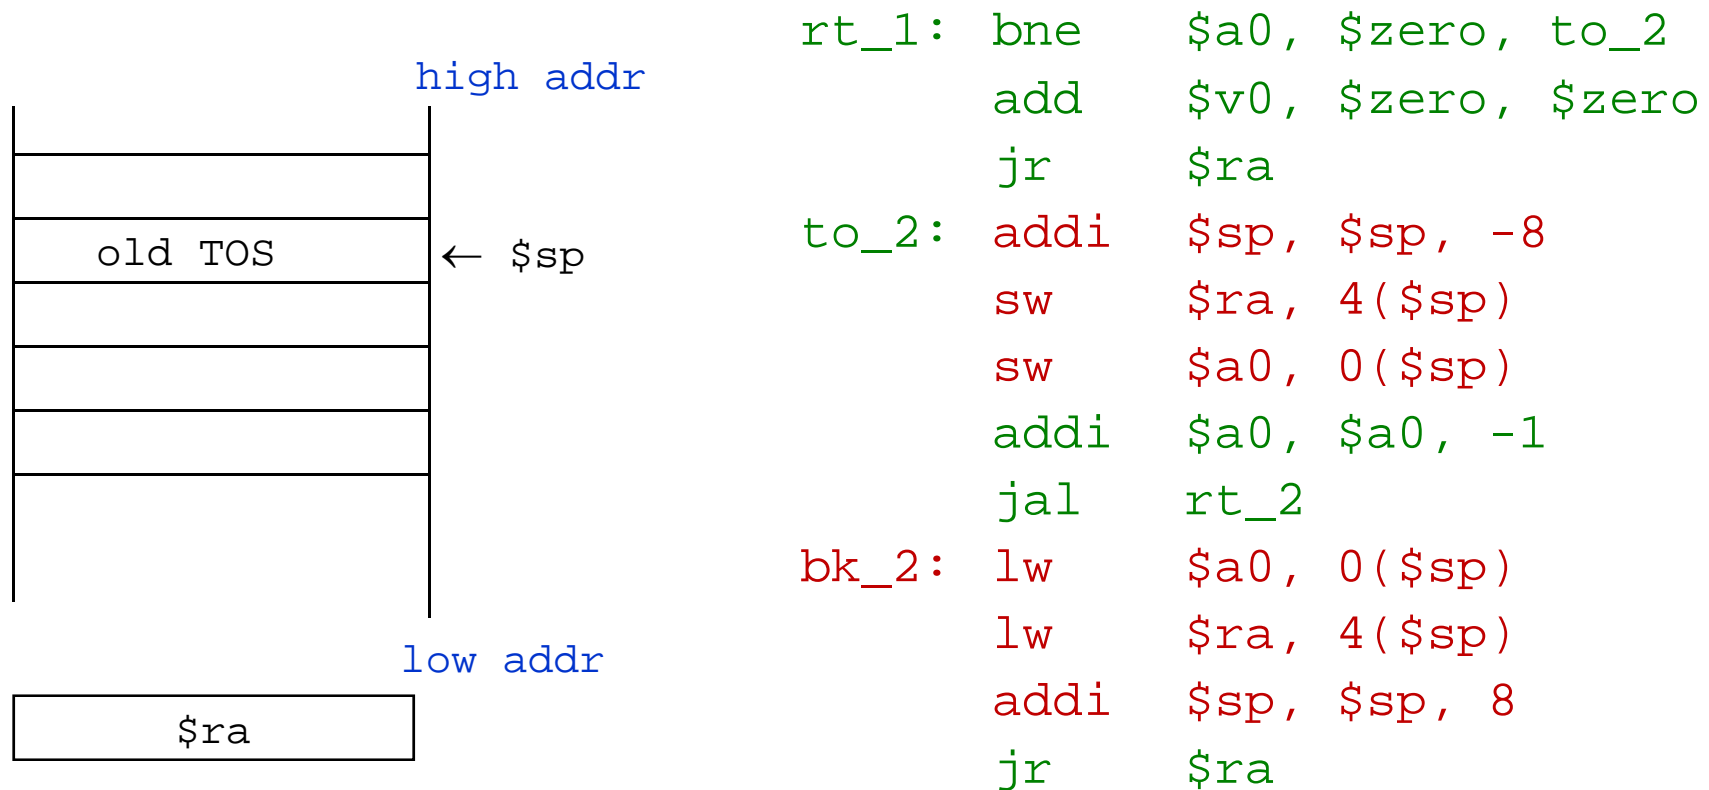 high addr
old TOS
← $sp
low addr
$ra
rt_1: bne $a0, $zero, to_2
add $v0, $zero, $zero
jr $ra
to_2: addi $sp, $sp, -8
sw $ra, 4($sp)
sw $a0, 0($sp)
addi $a0, $a0, -1
jal rt_2
bk_2: lw $a0, 0($sp)
lw $ra, 4($sp)
addi $sp, $sp, 8
jr $ra